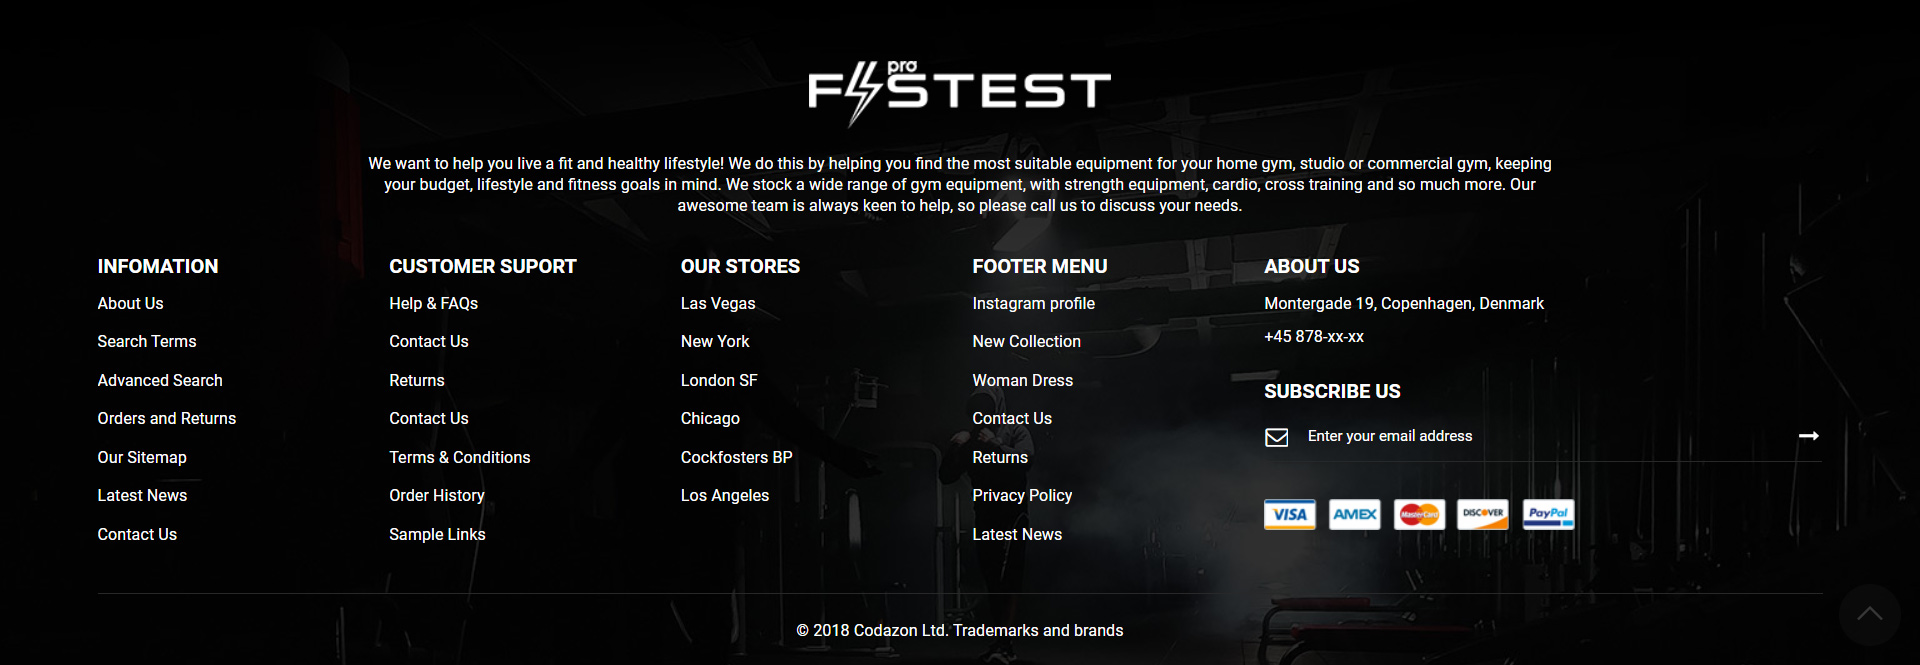 pro
FASTEST
We want to help you live a fit and healthy lifestyle! We do this by helping you find the most suitable equipment for your home gym, studio or commercial gym, keeping
your budget, lifestyle and fitness goals in mind. We stock a wide range of gym equipment, with strength equipment, cardio, cross training and so much more. Our
awesome team is always keen to help, so please call us to discuss your needs.
INFOMATION
About Us
Search Terms
Advanced Search
Orders and Returns
Our Sitemap
Latest News
Contact Us
CUSTOMER SUPORT
Help & FAQs
Contact Us
Returns
Contact Us
Terms & Conditions
Order History
Sample Links
OUR STORES
Las Vegas
New York
London SF
Chicago
Cockfosters BP
Los Angeles
FOOTER MENU
Instagram profile
New Collection
Woman Dress
Contact Us
Returns
Privacy Policy
Latest News
ABOUT US
Montergade 19, Copenhagen, Denmark
+45 878-xx-xx
SUBSCRIBE US
Enter your email address
VISA AMEX MasterCard DISCOVER PayPal
© 2018 Codazon Ltd. Trademarks and brands